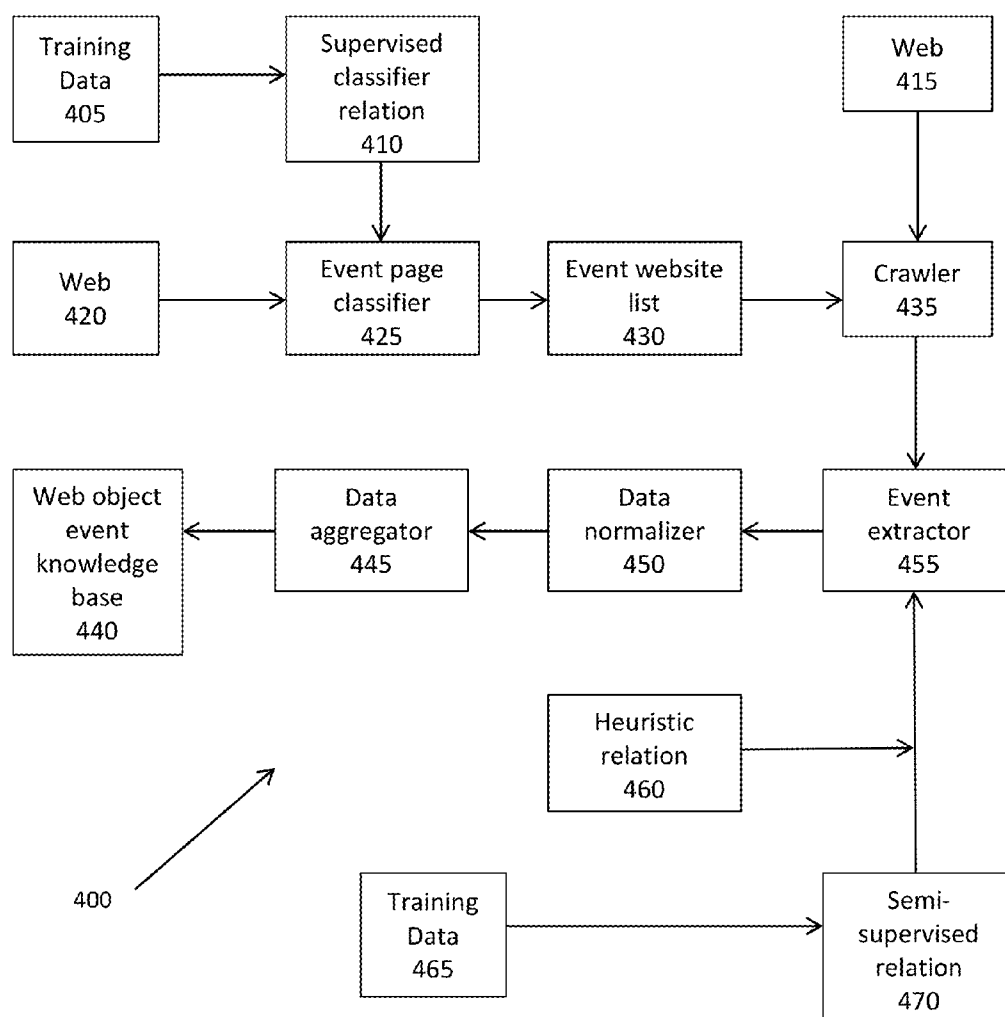 Training
Data
405
Supervised
classifier
relation
410
Web
415
Web
420
Event page
classifier
425
Event website
list
430
Crawler
435
Web object
event
knowledge
base
440
Data
aggregator
445
Data
normalizer
450
Event
extractor
455
Heuristic
relation
460
400
Training
Data
465
Semi-
supervised
relation
470